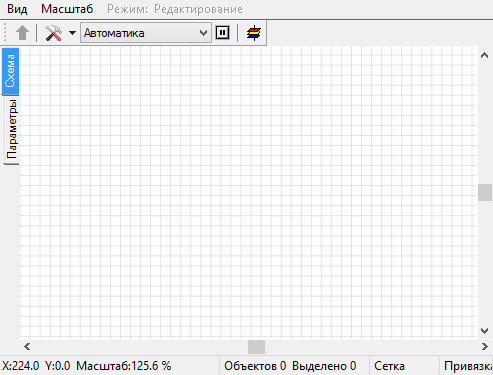 Вид Масштаб Режим: Редактирование
Автоматика
Схема
Параметры
X:224.0 Y:0.0 Масштаб:125.6 % Объектов 0 Выделено 0 Сетка Привязк